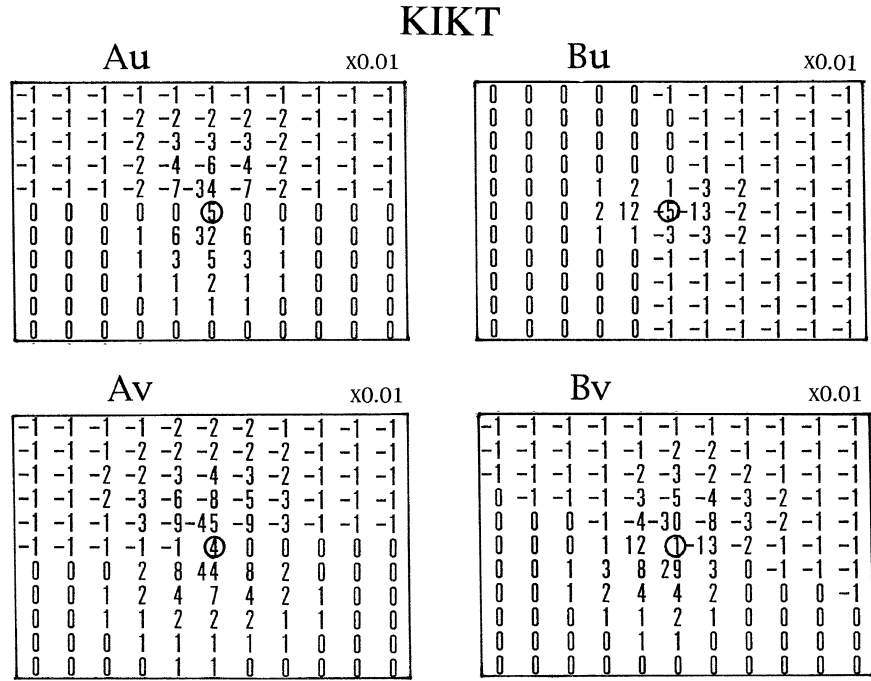 KIKT
Au x0.01
-1 -1 -1 -1 -1 -1 -1 -1 -1 -1 -1
-2 -2 -2 -2 -2 -2 -2 -2 -1 -1 -1
-1 -1 -1 -2 -3 -3 -3 -2 -1 -1 -1
-1 -1 -1 -2 -4 -6 -4 -2 -1 -1 -1
-1 -1 -1 -2 -7 -34 -7 -2 -1 -1 -1
0 0 0 0 0 5 0 0 0 0 0
0 0 0 1 6 32 6 1 0 0 0
0 0 0 1 3 5 3 1 0 0 0
0 0 0 1 1 2 1 1 0 0 0
0 0 0 0 1 1 1 0 0 0 0
0 0 0 0 0 0 0 0 0 0 0
Bu x0.01
0 0 0 0 0 -1 -1 -1 -1 -1 -1
0 0 0 0 0 0 -1 -1 -1 -1 -1
0 0 0 0 0 0 -1 -1 -1 -1 -1
0 0 0 0 0 0 -1 -1 -1 -1 -1
0 0 0 1 2 1 -3 -2 -1 -1 -1
0 0 0 2 12 -5 -13 -2 -1 -1 -1
0 0 0 1 1 -3 -3 -2 -1 -1 -1
0 0 0 0 0 -1 -1 -1 -1 -1 -1
0 0 0 0 0 -1 -1 -1 -1 -1 -1
0 0 0 0 0 -1 -1 -1 -1 -1 -1
0 0 0 0 0 -1 -1 -1 -1 -1 -1
Av x0.01
-1 -1 -1 -1 -2 -2 -2 -1 -1 -1 -1
-1 -1 -1 -2 -2 -2 -2 -2 -1 -1 -1
-1 -1 -2 -2 -3 -4 -3 -2 -1 -1 -1
-1 -1 -2 -3 -6 -8 -5 -3 -1 -1 -1
-1 -1 -1 -3 -9 -45 -9 -3 -1 -1 -1
-1 -1 -1 -1 -1 4 0 0 0 0 0
0 0 0 2 8 44 8 2 0 0 0
0 0 1 2 4 7 4 2 1 0 0
0 0 1 1 2 2 2 1 1 0 0
0 0 0 0 1 1 1 1 0 0 0
0 0 0 0 1 1 0 0 0 0 0
Bv x0.01
-1 -1 -1 -1 -1 -1 -1 -1 -1 -1 -1
-1 -1 -1 -1 -1 -2 -2 -1 -1 -1 -1
-1 -1 -1 -1 -2 -3 -2 -2 -1 -1 -1
0 -1 -1 -1 -3 -5 -4 -3 -2 -1 -1
0 0 0 -1 -4 -30 -8 -3 -2 -1 -1
0 0 0 1 12 1 -13 -2 -1 -1 -1
0 0 1 3 8 29 3 0 -1 -1 -1
0 0 1 2 4 4 2 0 0 0 -1
0 0 0 1 1 2 1 0 0 0 0
0 0 0 0 1 1 0 0 0 0 0
0 0 0 0 0 0 0 0 0 0 0